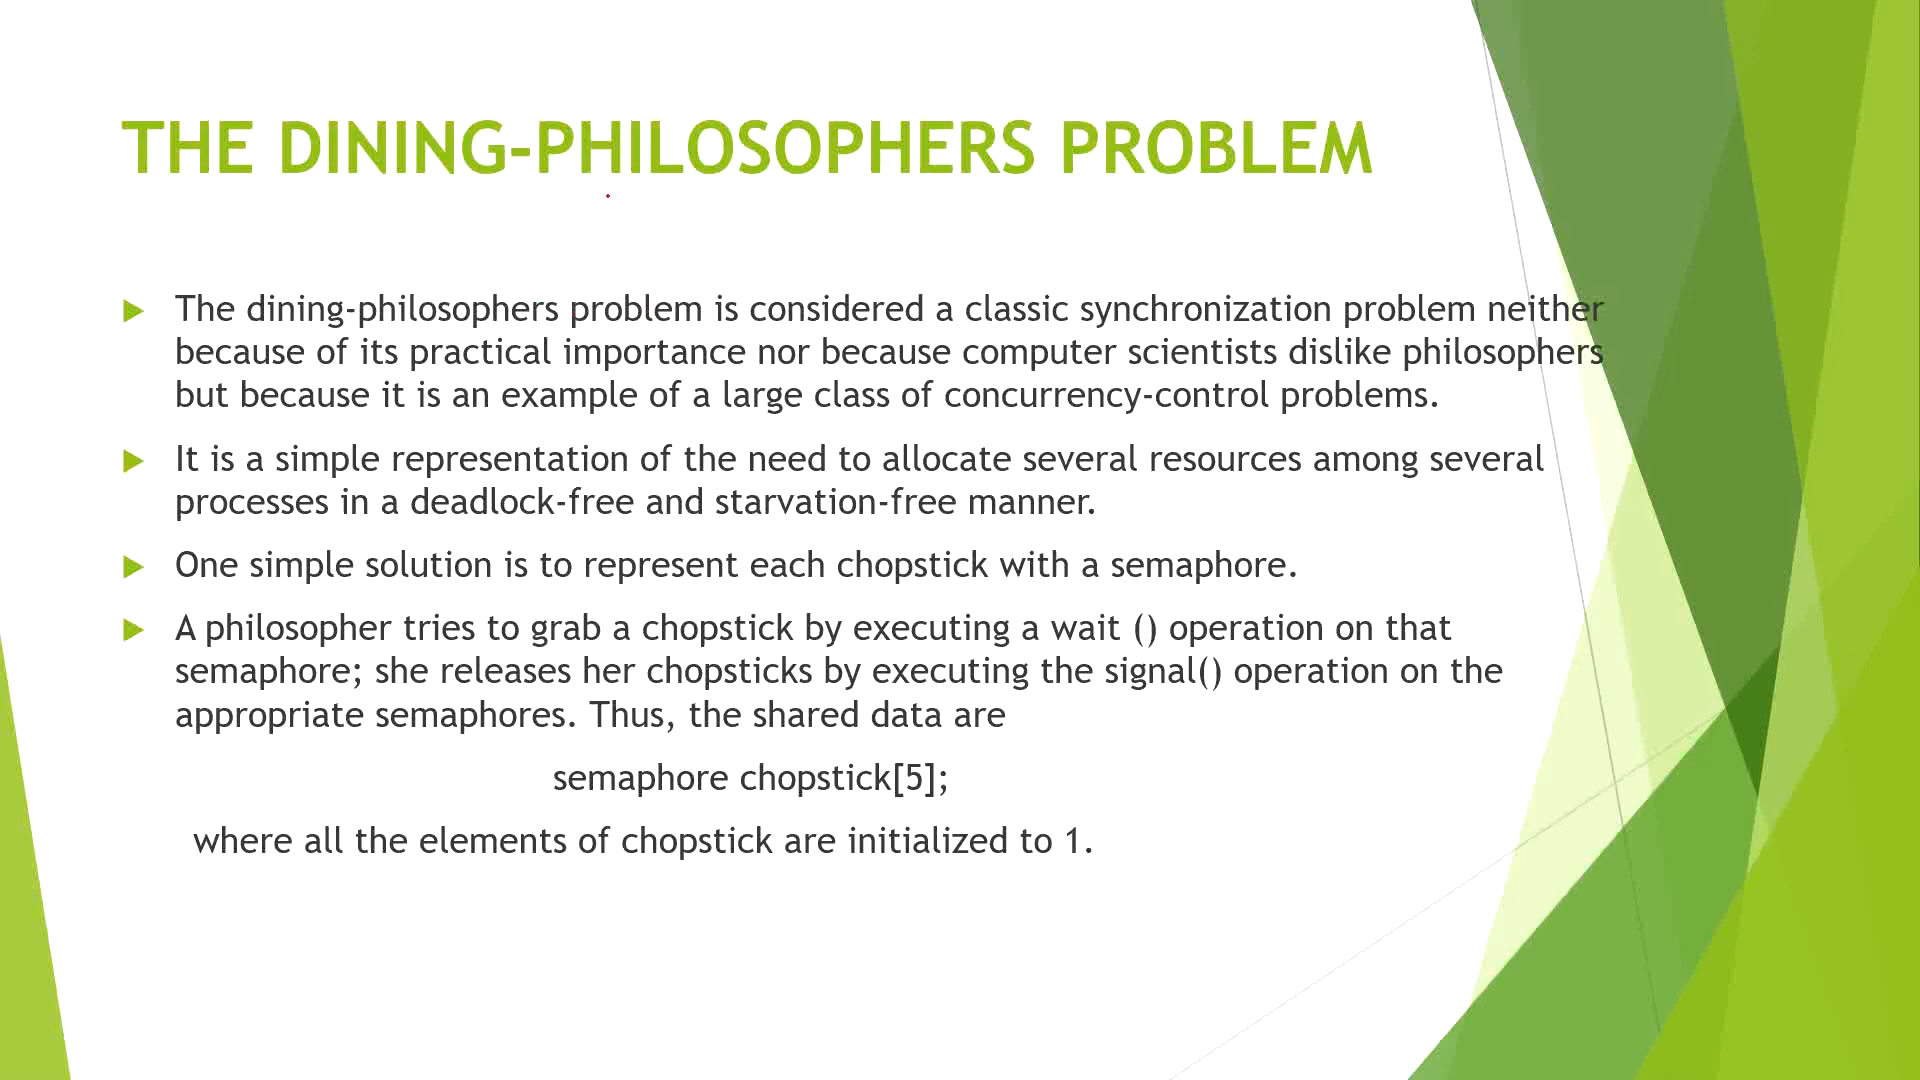 THE DINING-PHILOSOPHERS PROBLEM
The dining-philosophers problem is considered a classic synchronization problem neither
because of its practical importance nor because computer scientists dislike philosophers
but because it is an example of a large class of concurrency-control problems.
It is a simple representation of the need to allocate several resources among several
processes in a deadlock-free and starvation-free manner.
One simple solution is to represent each chopstick with a semaphore.
A philosopher tries to grab a chopstick by executing a wait () operation on that
semaphore; she releases her chopsticks by executing the signal() operation on the
appropriate semaphores. Thus, the shared data are
semaphore chopstick[5];
where all the elements of chopstick are initialized to 1.